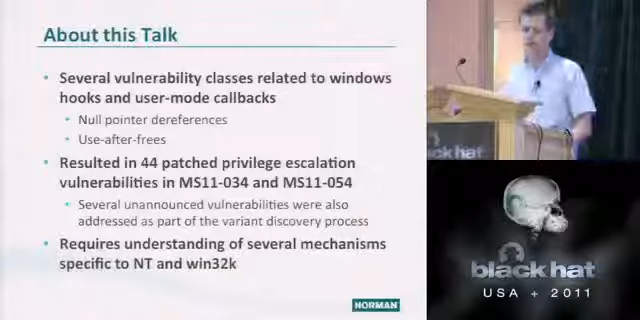 About this Talk
• Several vulnerability classes related to windows
hooks and user-mode callbacks
• Null pointer dereferences
• Use-after-frees
• Resulted in 44 patched privilege escalation
vulnerabilities in MS11-034 and MS11-054
• Several unannounced vulnerabilities were also
addressed as part of the variant discovery process
• Requires understanding of several mechanisms
specific to NT and win32k
NORMAN
black hat
black hat
USA + 2011